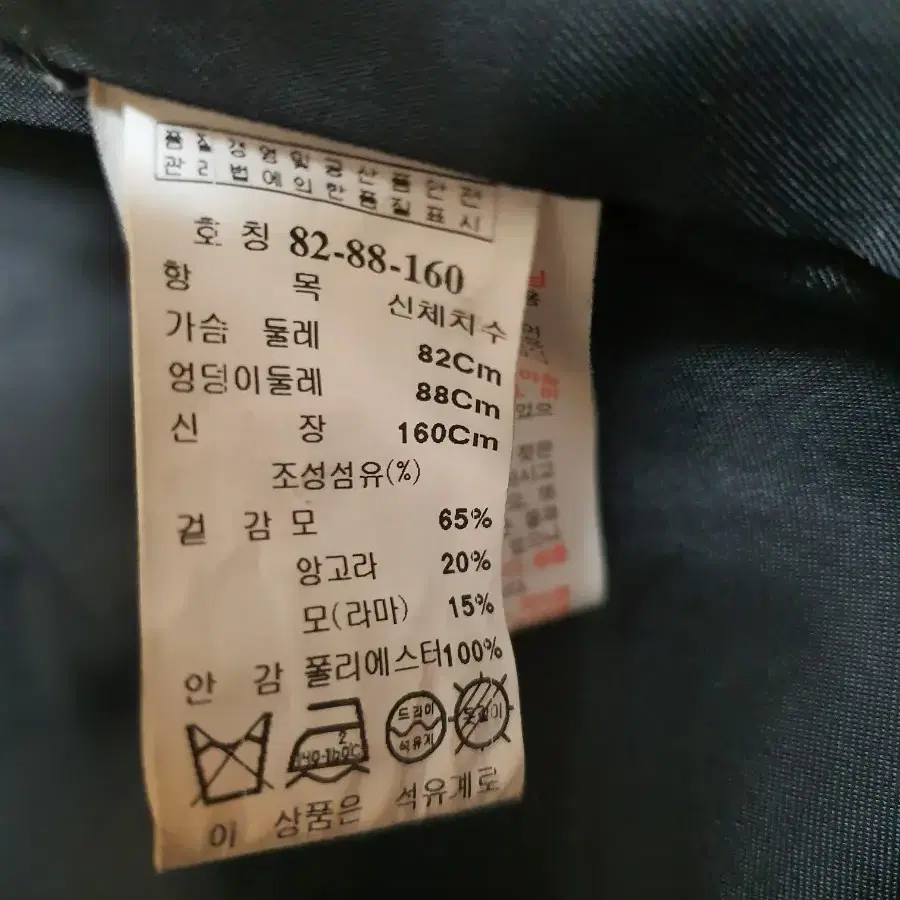 품질경영및공산품안전
관리법에의한품질표시
호 칭 82-88-160
항 목 신체치수
가슴 둘레 82Cm
엉덩이둘레 88Cm
신 장 160Cm
조성섬유(%)
겉 감 모 65%
앙고라 20%
모(라마) 15%
안 감 폴리에스터100%
드라이
석유계
이 상품은 석유계로